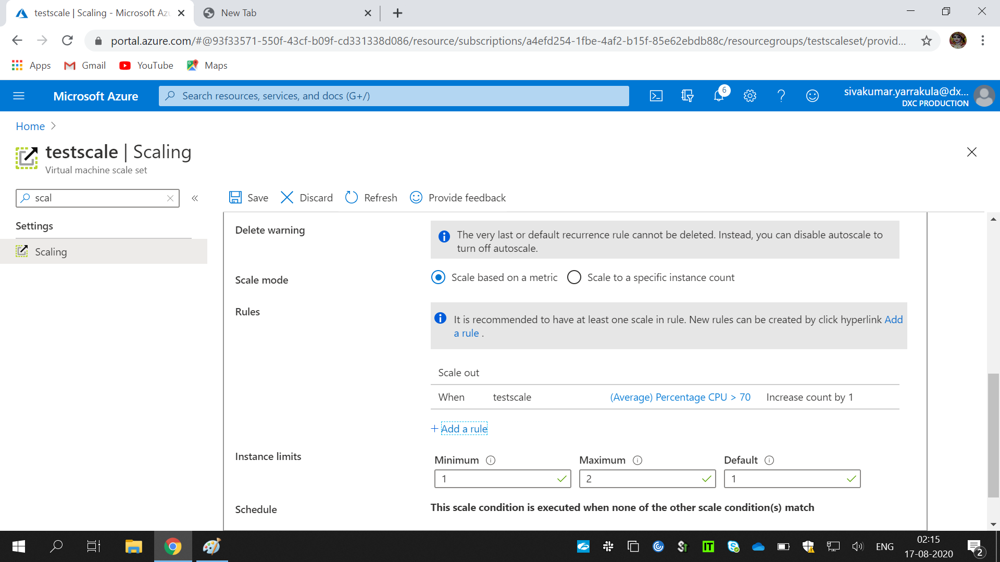 testscale | Scaling - Microsoft Az
New Tab
portal.azure.com/#@93f33571-550f-43cf-b09f-cd331338d086/resource/subscriptions/a4efd254-1fbe-4af2-b15f-85e62ebdb88c/resourcegroups/testscaleset/provid...
Apps
Gmail
YouTube
Maps
Microsoft Azure
Search resources, services, and docs (G+/)
6
sivakumar.yarrakula@dx...
DXC PRODUCTION
Home
testscale | Scaling
Virtual machine scale set
scal
Save
Discard
Refresh
Provide feedback
Settings
Scaling
Delete warning
The very last or default recurrence rule cannot be deleted. Instead, you can disable autoscale to
turn off autoscale.
Scale mode
Scale based on a metric
Scale to a specific instance count
Rules
It is recommended to have at least one scale in rule. New rules can be created by click hyperlink Add
a rule .
Scale out
When testscale (Average) Percentage CPU > 70 Increase count by 1
+ Add a rule
Instance limits
Minimum
Maximum
Default
1
2
1
Schedule
This scale condition is executed when none of the other scale condition(s) match
IT
ENG
02:15
17-08-2020
2